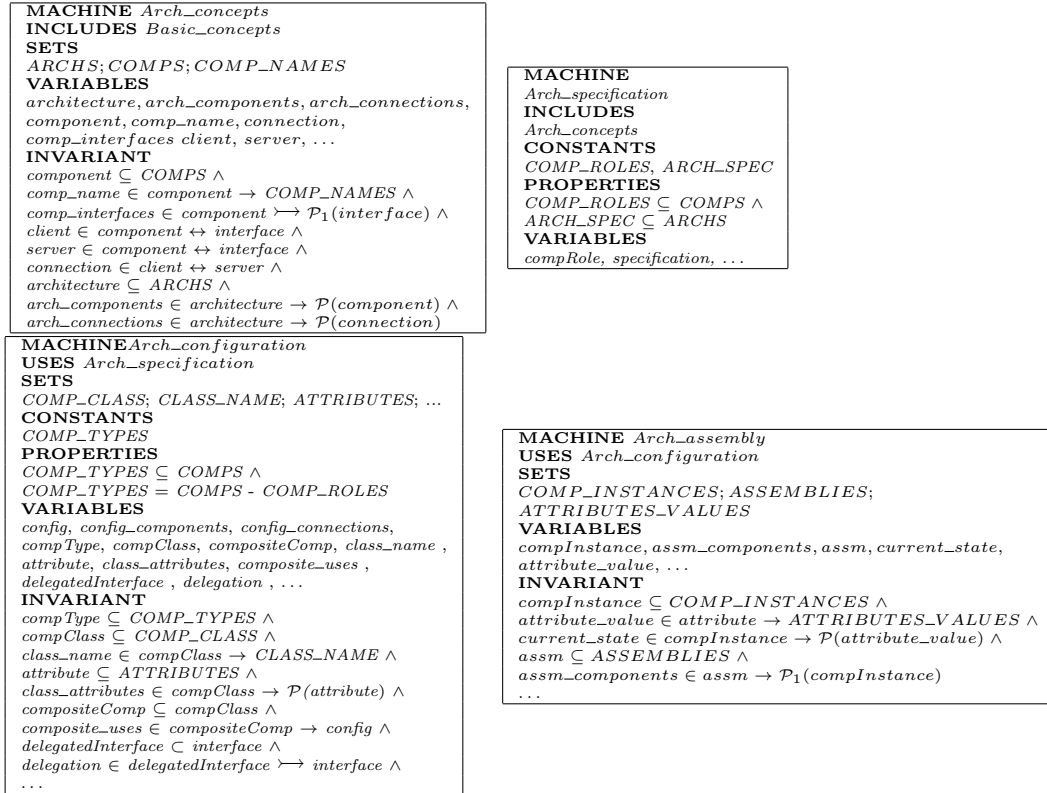 MACHINE Arch_concepts
INCLUDES Basic_concepts
SETS
ARCHS; COMPS; COMP_NAMES
VARIABLES
architecture, arch_components, arch_connections,
component, comp_name, connection,
comp_interfaces client, server, ...
INVARIANT
component ⊆ COMPS ∧
comp_name ∈ component → COMP_NAMES ∧
comp_interfaces ∈ component ↣ P₁(interface) ∧
client ∈ component ↔ interface ∧
server ∈ component ↔ interface ∧
connection ∈ client ↔ server ∧
architecture ⊆ ARCHS ∧
arch_components ∈ architecture → P(component) ∧
arch_connections ∈ architecture → P(connection)
MACHINE
Arch_specification
INCLUDES
Arch_concepts
CONSTANTS
COMP_ROLES, ARCH_SPEC
PROPERTIES
COMP_ROLES ⊆ COMPS ∧
ARCH_SPEC ⊆ ARCHS
VARIABLES
compRole, specification, ...
MACHINEArch_configuration
USES Arch_specification
SETS
COMP_CLASS; CLASS_NAME; ATTRIBUTES; ...
CONSTANTS
COMP_TYPES
PROPERTIES
COMP_TYPES ⊆ COMPS ∧
COMP_TYPES = COMPS - COMP_ROLES
VARIABLES
config, config_components, config_connections,
compType, compClass, compositeComp, class_name ,
attribute, class_attributes, composite_uses ,
delegatedInterface , delegation , ...
INVARIANT
compType ⊆ COMP_TYPES ∧
compClass ⊆ COMP_CLASS ∧
class_name ∈ compClass → CLASS_NAME ∧
attribute ⊆ ATTRIBUTES ∧
class_attributes ∈ compClass → P(attribute) ∧
compositeComp ⊆ compClass ∧
composite_uses ∈ compositeComp → config ∧
delegatedInterface ⊂ interface ∧
delegation ∈ delegatedInterface ↣ interface ∧
...
MACHINE Arch_assembly
USES Arch_configuration
SETS
COMP_INSTANCES; ASSEMBLIES;
ATTRIBUTES_VALUES
VARIABLES
compInstance, assm_components, assm, current_state,
attribute_value, ...
INVARIANT
compInstance ⊆ COMP_INSTANCES ∧
attribute_value ∈ attribute → ATTRIBUTES_VALUES ∧
current_state ∈ compInstance → P(attribute_value) ∧
assm ⊆ ASSEMBLIES ∧
assm_components ∈ assm → P₁(compInstance)
...